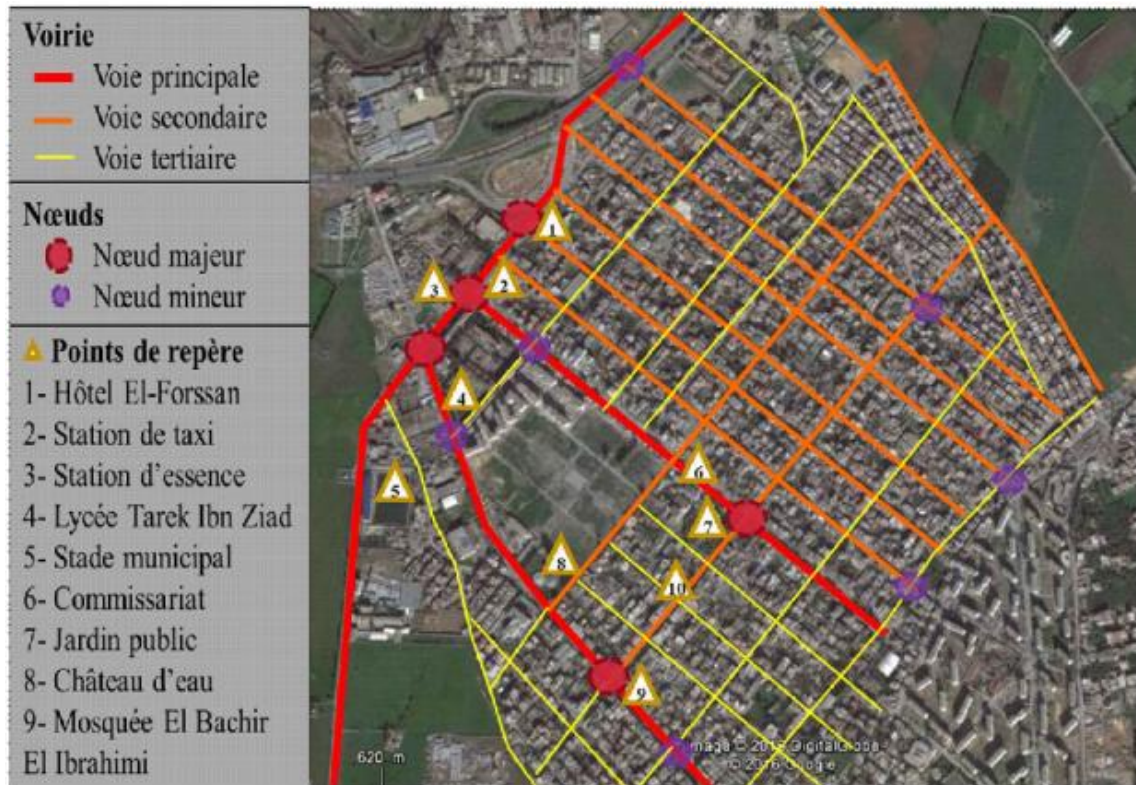 Voirie
Voie principale
Voie secondaire
Voie tertiaire
Nœuds
Nœud majeur
Nœud mineur
Points de repère
1- Hôtel El-Forssan
2- Station de taxi
3- Station d'essence
4- Lycée Tarek Ibn Ziad
5- Stade municipal
6- Commissariat
7- Jardin public
8- Château d'eau
9- Mosquée El Bachir
El Ibrahimi
1
2
3
4
5
6
7
8
10
9
620 m
© 2016 Google